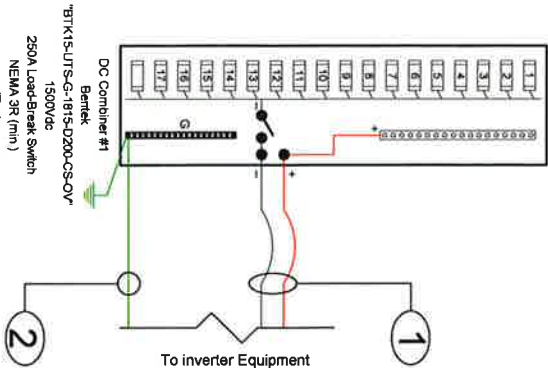 DC Combiner #1
Bentek
"BTK15-UTS-G-1815-D200-CS-OV"
1500Vdc
250A Load-Break Switch
NEMA 3R (min )
17
16
15
14
13
12
11
10
9
8
7
6
5
4
3
2
1
G
+
-
+
-
1
2
To inverter Equipment